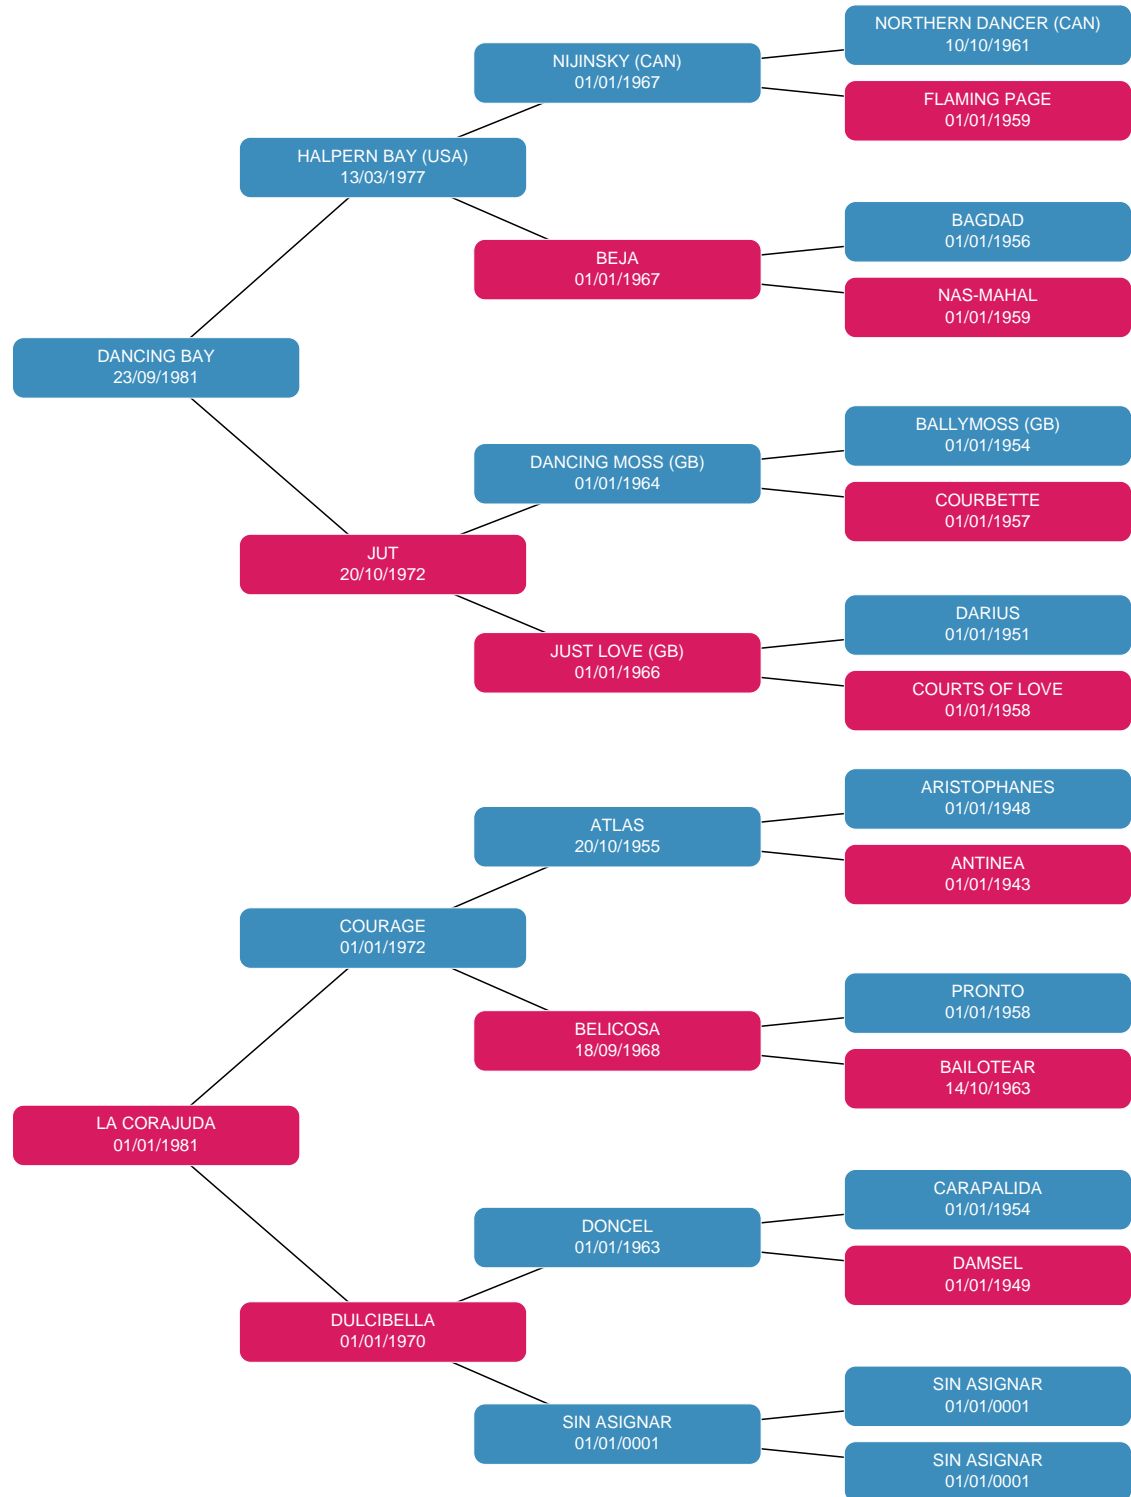 NORTHERN DANCER (CAN)
10/10/1961
NIJINSKY (CAN)
01/01/1967
FLAMING PAGE
01/01/1959
HALPERN BAY (USA)
13/03/1977
BAGDAD
01/01/1956
BEJA
01/01/1967
NAS-MAHAL
01/01/1959
DANCING BAY
23/09/1981
BALLYMOSS (GB)
01/01/1954
DANCING MOSS (GB)
01/01/1964
COURBETTE
01/01/1957
JUT
20/10/1972
DARIUS
01/01/1951
JUST LOVE (GB)
01/01/1966
COURTS OF LOVE
01/01/1958
ARISTOPHANES
01/01/1948
ATLAS
20/10/1955
ANTINEA
01/01/1943
COURAGE
01/01/1972
PRONTO
01/01/1958
BELICOSA
18/09/1968
BAILOTEAR
14/10/1963
LA CORAJUDA
01/01/1981
CARAPALIDA
01/01/1954
DONCEL
01/01/1963
DAMSEL
01/01/1949
DULCIBELLA
01/01/1970
SIN ASIGNAR
01/01/0001
SIN ASIGNAR
01/01/0001
SIN ASIGNAR
01/01/0001